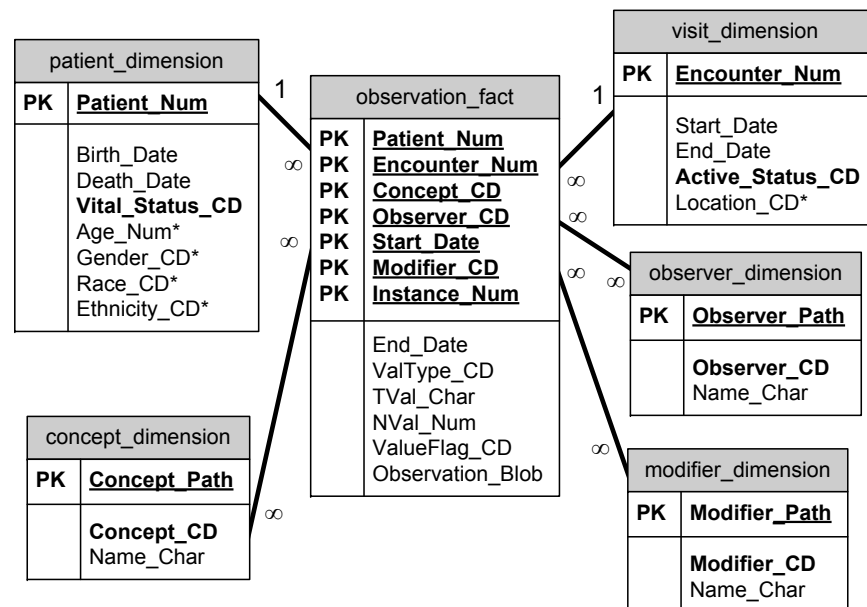 patient_dimension
PK Patient_Num
Birth_Date
Death_Date
Vital_Status_CD
Age_Num*
Gender_CD*
Race_CD*
Ethnicity_CD*
1
∞
observation_fact
PK Patient_Num
PK Encounter_Num
PK Concept_CD
PK Observer_CD
PK Start_Date
PK Modifier_CD
PK Instance_Num
End_Date
ValType_CD
TVal_Char
NVal_Num
ValueFlag_CD
Observation_Blob
visit_dimension
PK Encounter_Num
Start_Date
End_Date
Active_Status_CD
Location_CD*
1
∞
observer_dimension
PK Observer_Path
Observer_CD
Name_Char
∞
∞
concept_dimension
PK Concept_Path
Concept_CD
Name_Char
∞
∞
modifier_dimension
PK Modifier_Path
Modifier_CD
Name_Char
∞
∞